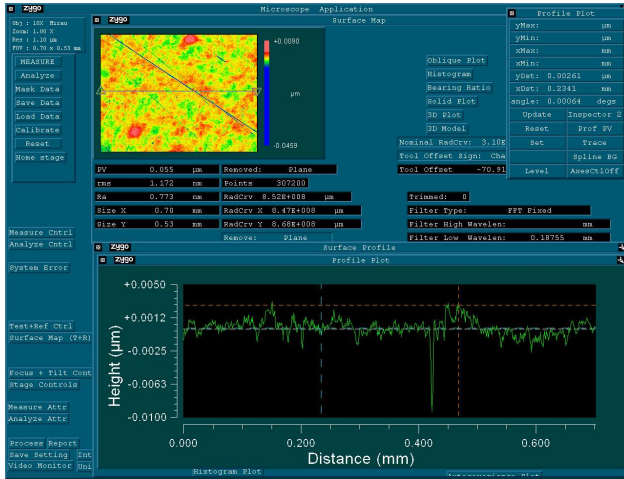 zygo Microscope Application
Obj : 10X Mirau
Zoom: 1.00 X
Res : 1.10 µm
FOV : 0.70 x 0.53 mm
MEASURE
Analyze
Mask Data
Save Data
Load Data
Calibrate
Reset
Home stage
Measure Cntrl
Analyze Cntrl
System Error
Test+Ref Ctrl
Surface Map (T+R)
Focus + Tilt Cont
Stage Controls
Measure Attr
Analyze Attr
Process Report
Save Setting Int
Video Monitor Uni
zygo Surface Map
+0.0090
µm
-0.0459
Oblique Plot
Histogram
Bearing Ratio
Solid Plot
3D Plot
3D Model
Nominal RadCrv: 3.10E
Tool Offset Sign: Cha
Tool Offset -70.91
PV 0.055 µm
rms 1.172 nm
Ra 0.773 nm
Size X 0.70 mm
Size Y 0.53 mm
Removed: Plane
Points 307200
RadCrv 8.52E+008 µm
RadCrv X 8.47E+008 µm
RadCrv Y 8.68E+008 µm
Remove: Plane
Trimmed: 0
Filter Type: FFT Fixed
Filter High Wavelen: mm
Filter Low Wavelen: 0.18755 mm
Profile Plot
yMax: µm
yMin: µm
xMax: mm
xMin: mm
yDst: 0.00261 µm
xDst: 0.2341 mm
angle: 0.00064 degs
Update Inspector 2
Reset Prof PV
Set Trace
Spline BG
Level AxesCtlOff
zygo Surface Profile
zygo Profile Plot
+0.0050
+0.0012
-0.0025
-0.0063
-0.0100
Height (µm)
0.000 0.200 0.400 0.600
Distance (mm)
Histogram Plot